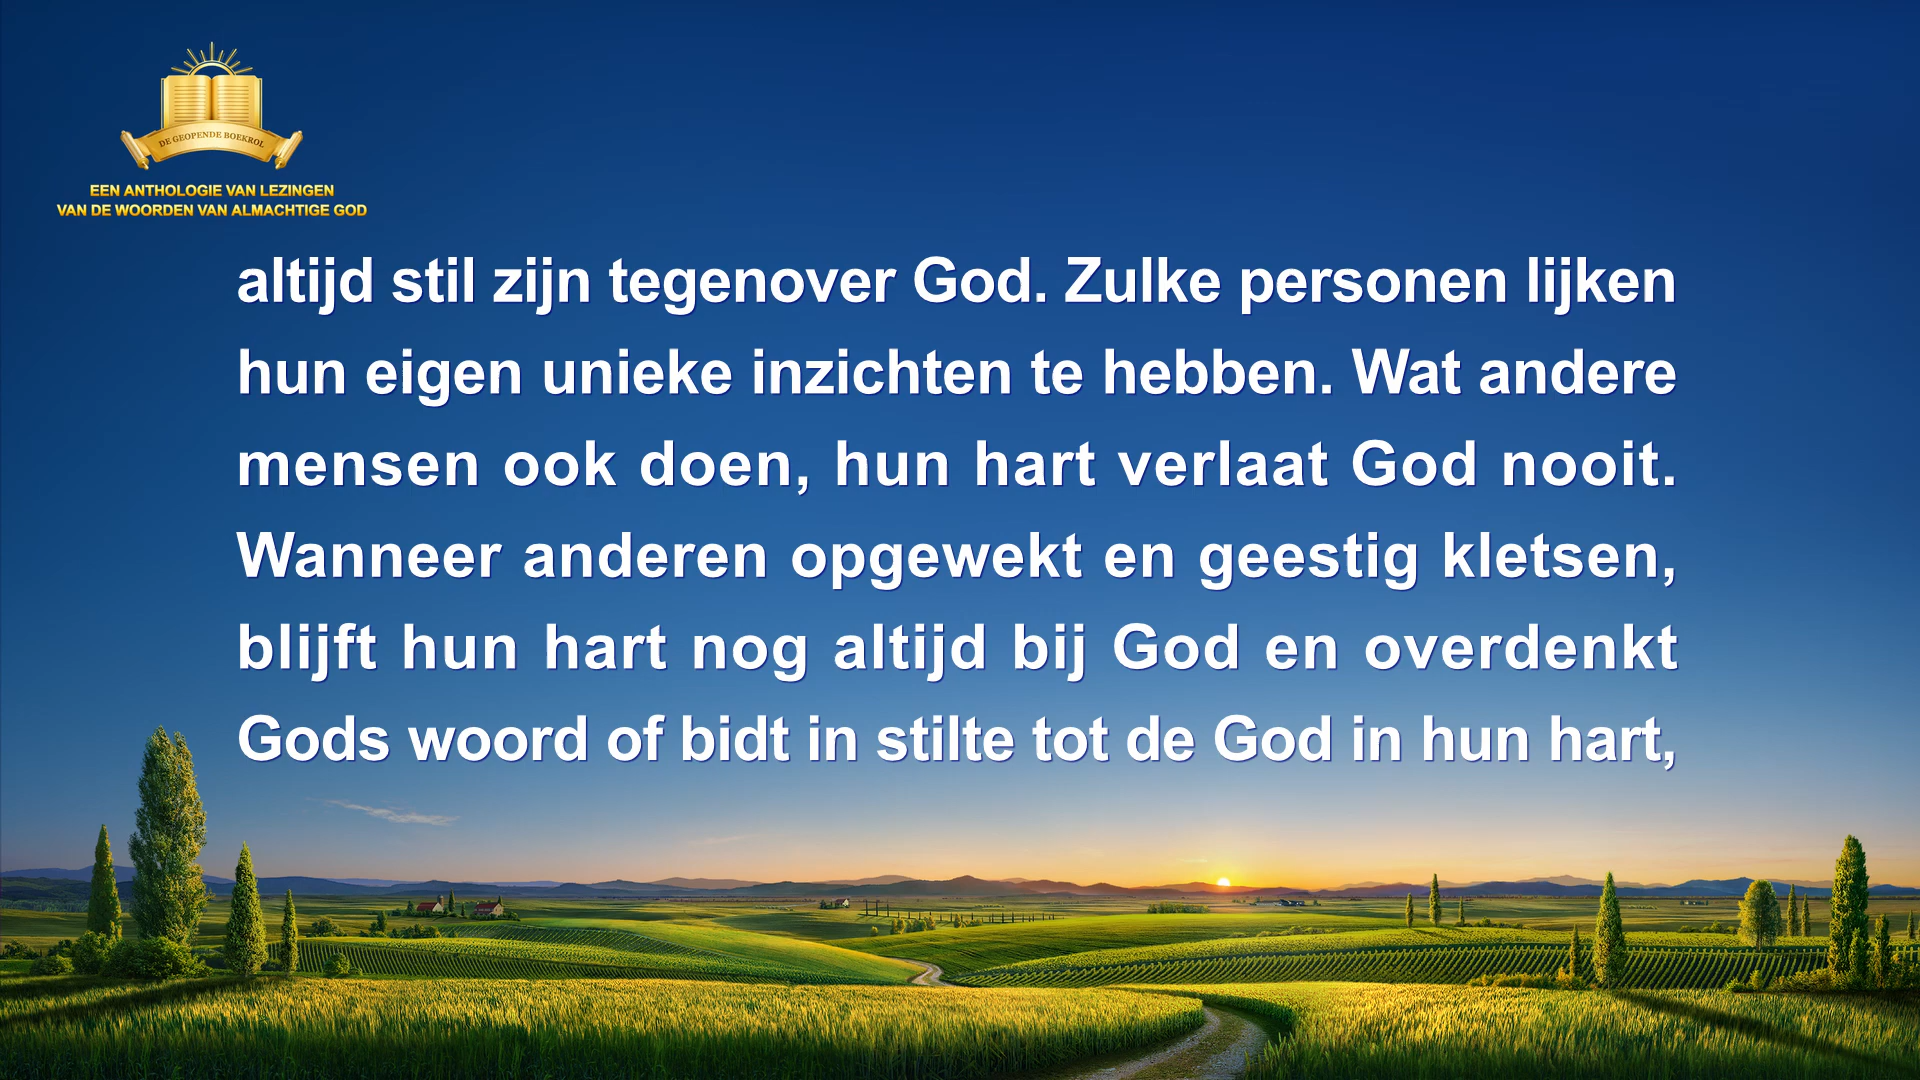 DE GEOPENDE BOEKROL
EEN ANTHOLOGIE VAN LEZINGEN
VAN DE WOORDEN VAN ALMACHTIGE GOD
altijd stil zijn tegenover God. Zulke personen lijken
hun eigen unieke inzichten te hebben. Wat andere
mensen ook doen, hun hart verlaat God nooit.
Wanneer anderen opgewekt en geestig kletsen,
blijft hun hart nog altijd bij God en overdenkt
Gods woord of bidt in stilte tot de God in hun hart,